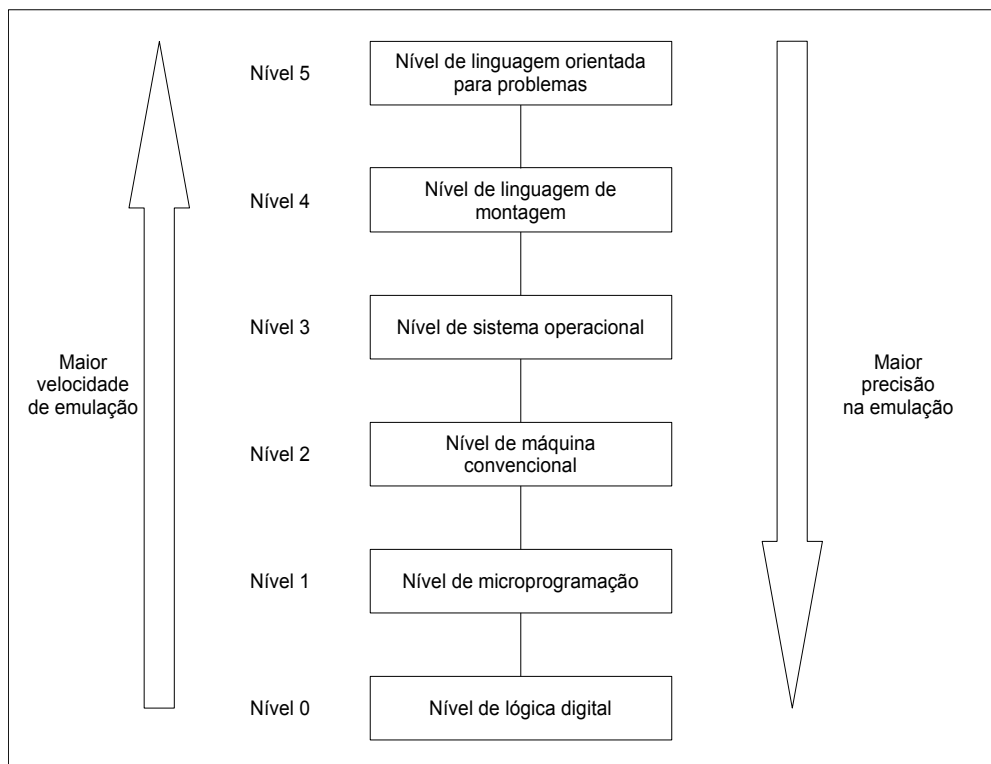 Nível 5
Nível de linguagem orientada
para problemas
Nível 4
Nível de linguagem de
montagem
Nível 3
Nível de sistema operacional
Maior
velocidade
de emulação
Maior
precisão
na emulação
Nível 2
Nível de máquina
convencional
Nível 1
Nível de microprogramação
Nível 0
Nível de lógica digital